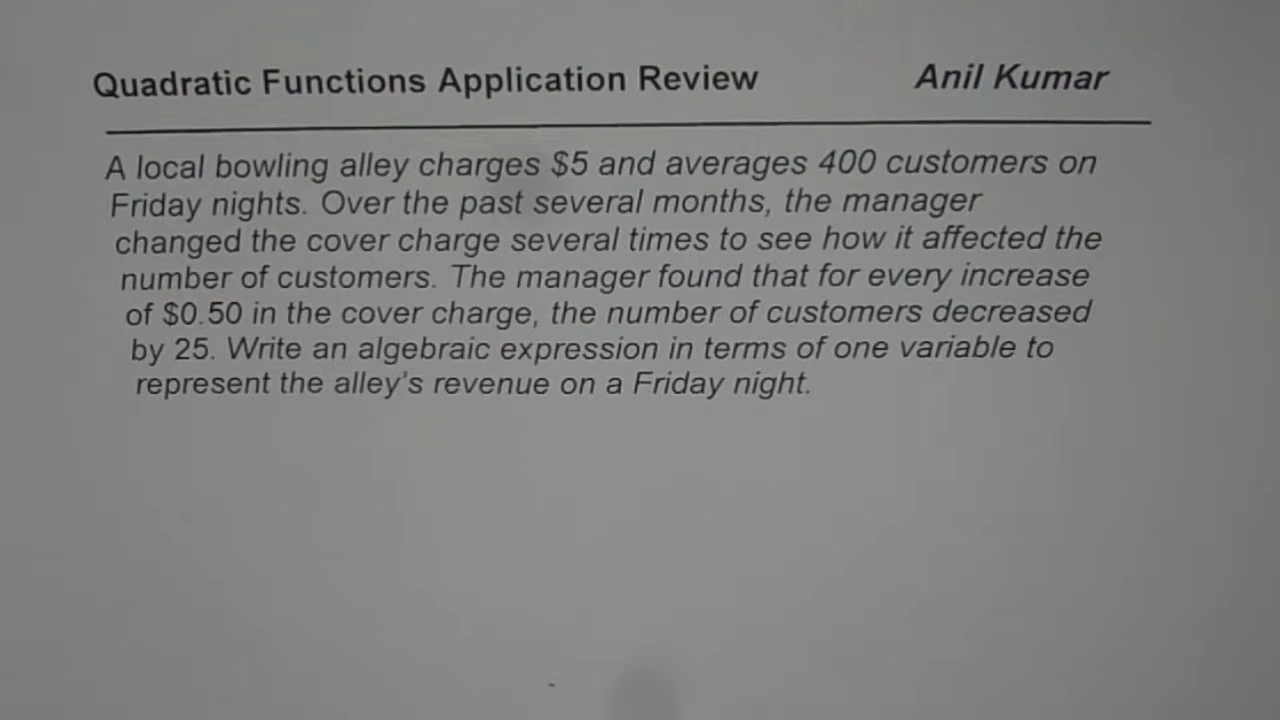 Quadratic Functions Application Review Anil Kumar
A local bowling alley charges $5 and averages 400 customers on
Friday nights. Over the past several months, the manager
changed the cover charge several times to see how it affected the
number of customers. The manager found that for every increase
of $0.50 in the cover charge, the number of customers decreased
by 25. Write an algebraic expression in terms of one variable to
represent the alley's revenue on a Friday night.